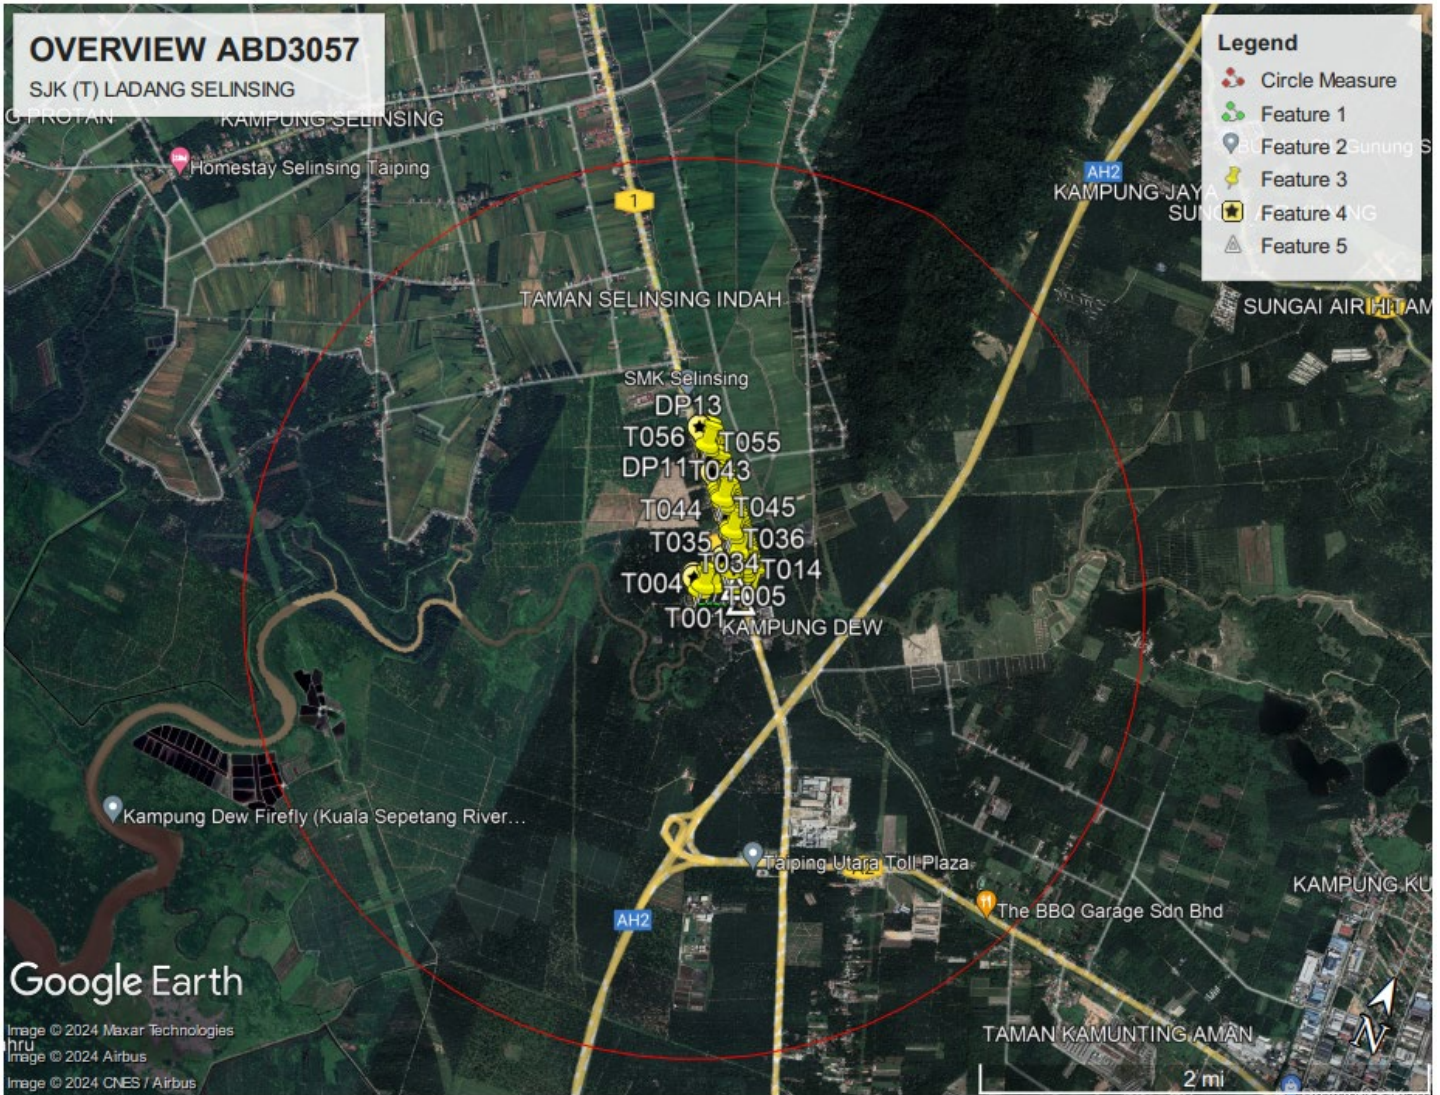 OVERVIEW ABD3057
SJK (T) LADANG SELINSING
Legend
Circle Measure
Feature 1
Feature 2
Feature 3
Feature 4
Feature 5
G PROTAN
KAMPUNG SELINSING
Homestay Selinsing Taiping
1
AH2
KAMPUNG JAYA
TAMAN SELINSING INDAH
SUNGAI AIR HITAM
SMK Selinsing
DP13
T056
T055
DP11
T043
T044
T045
T035
T036
T034
T014
T004
T005
T001
KAMPUNG DEW
Kampung Dew Firefly (Kuala Sepetang River...
Taiping Utara Toll Plaza
KAMPUNG KU
AH2
The BBQ Garage Sdn Bhd
Google Earth
Image © 2024 Maxar Technologies
hru
Image © 2024 Airbus
Image © 2024 CNES / Airbus
TAMAN KAMUNTING AMAN
N
2 mi